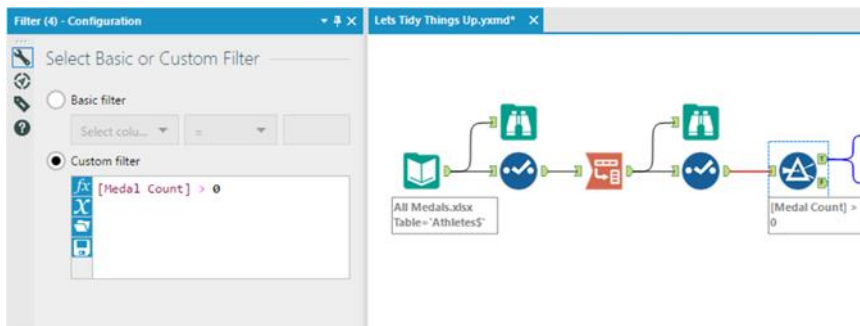 Filter (4) - Configuration
Lets Tidy Things Up.yxmd*
Select Basic or Custom Filter
Basic filter
Select colu...
=
Custom filter
[Medal Count] > 0
All Medals.xlsx
Table='Athletes$'
[Medal Count] >
0
T
F